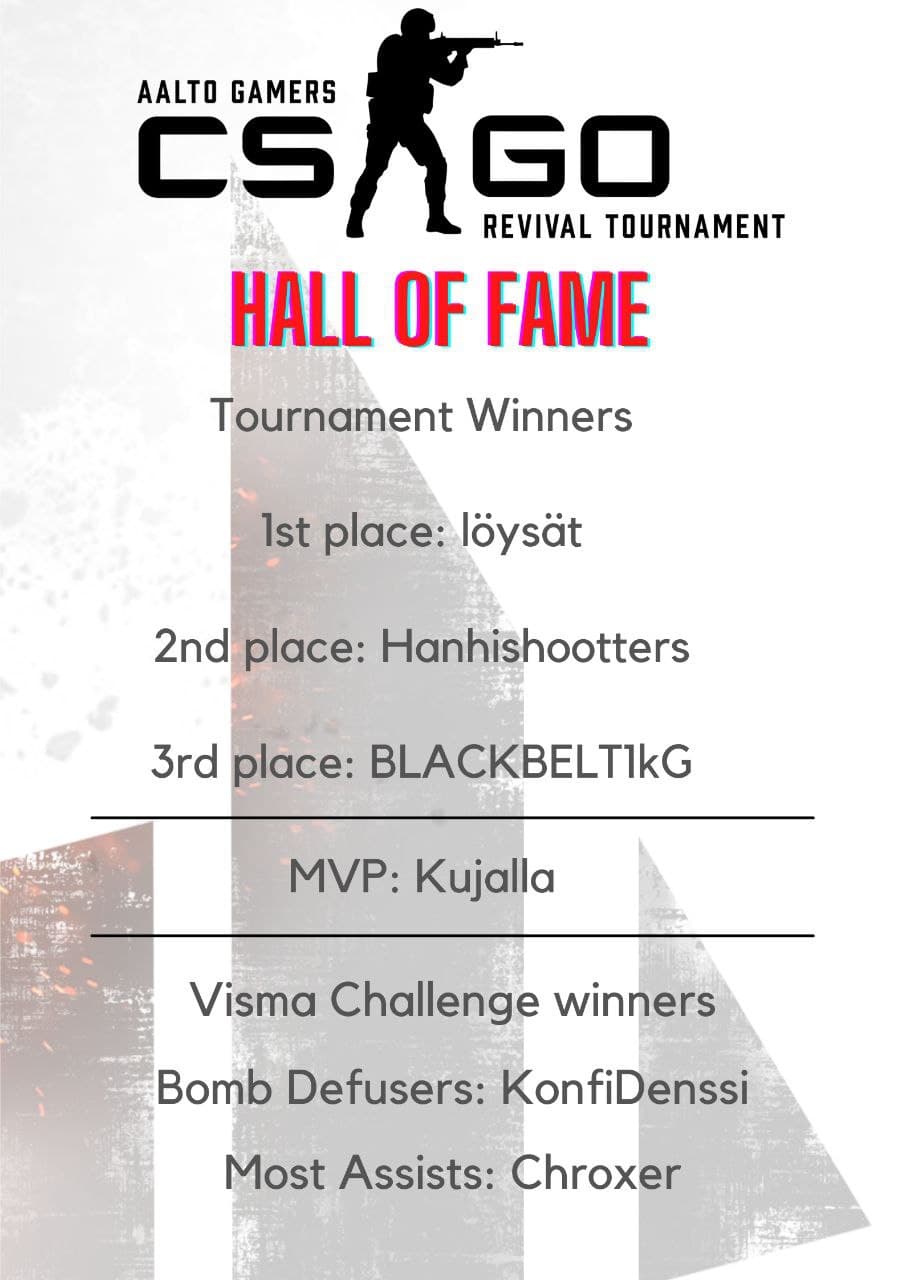 AALTO GAMERS
CS GO
REVIVAL TOURNAMENT
HALL OF FAME
Tournament Winners
1st place: löysät
2nd place: Hanhishootters
3rd place: BLACKBELT1kG
MVP: Kujalla
Visma Challenge winners
Bomb Defusers: KonfiDenssi
Most Assists: Chroxer